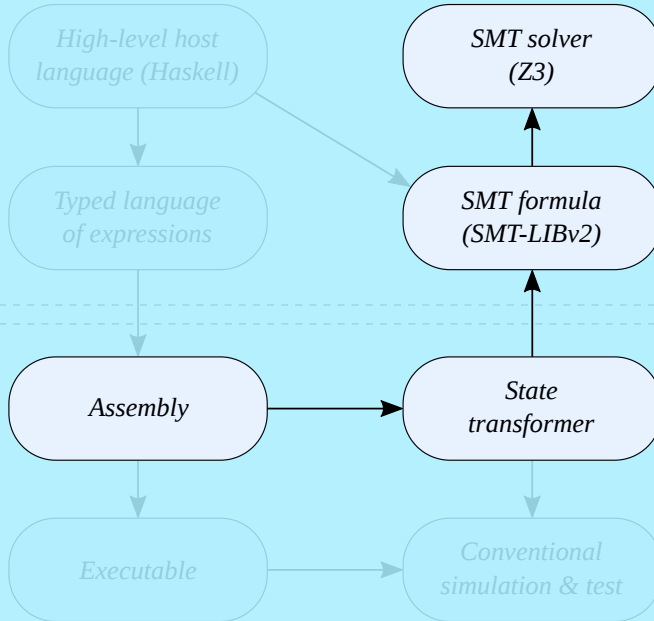 High-level host
language (Haskell)
SMT solver
(Z3)
Typed language
of expressions
SMT formula
(SMT-LIBv2)
Assembly
State
transformer
Executable
Conventional
simulation & test